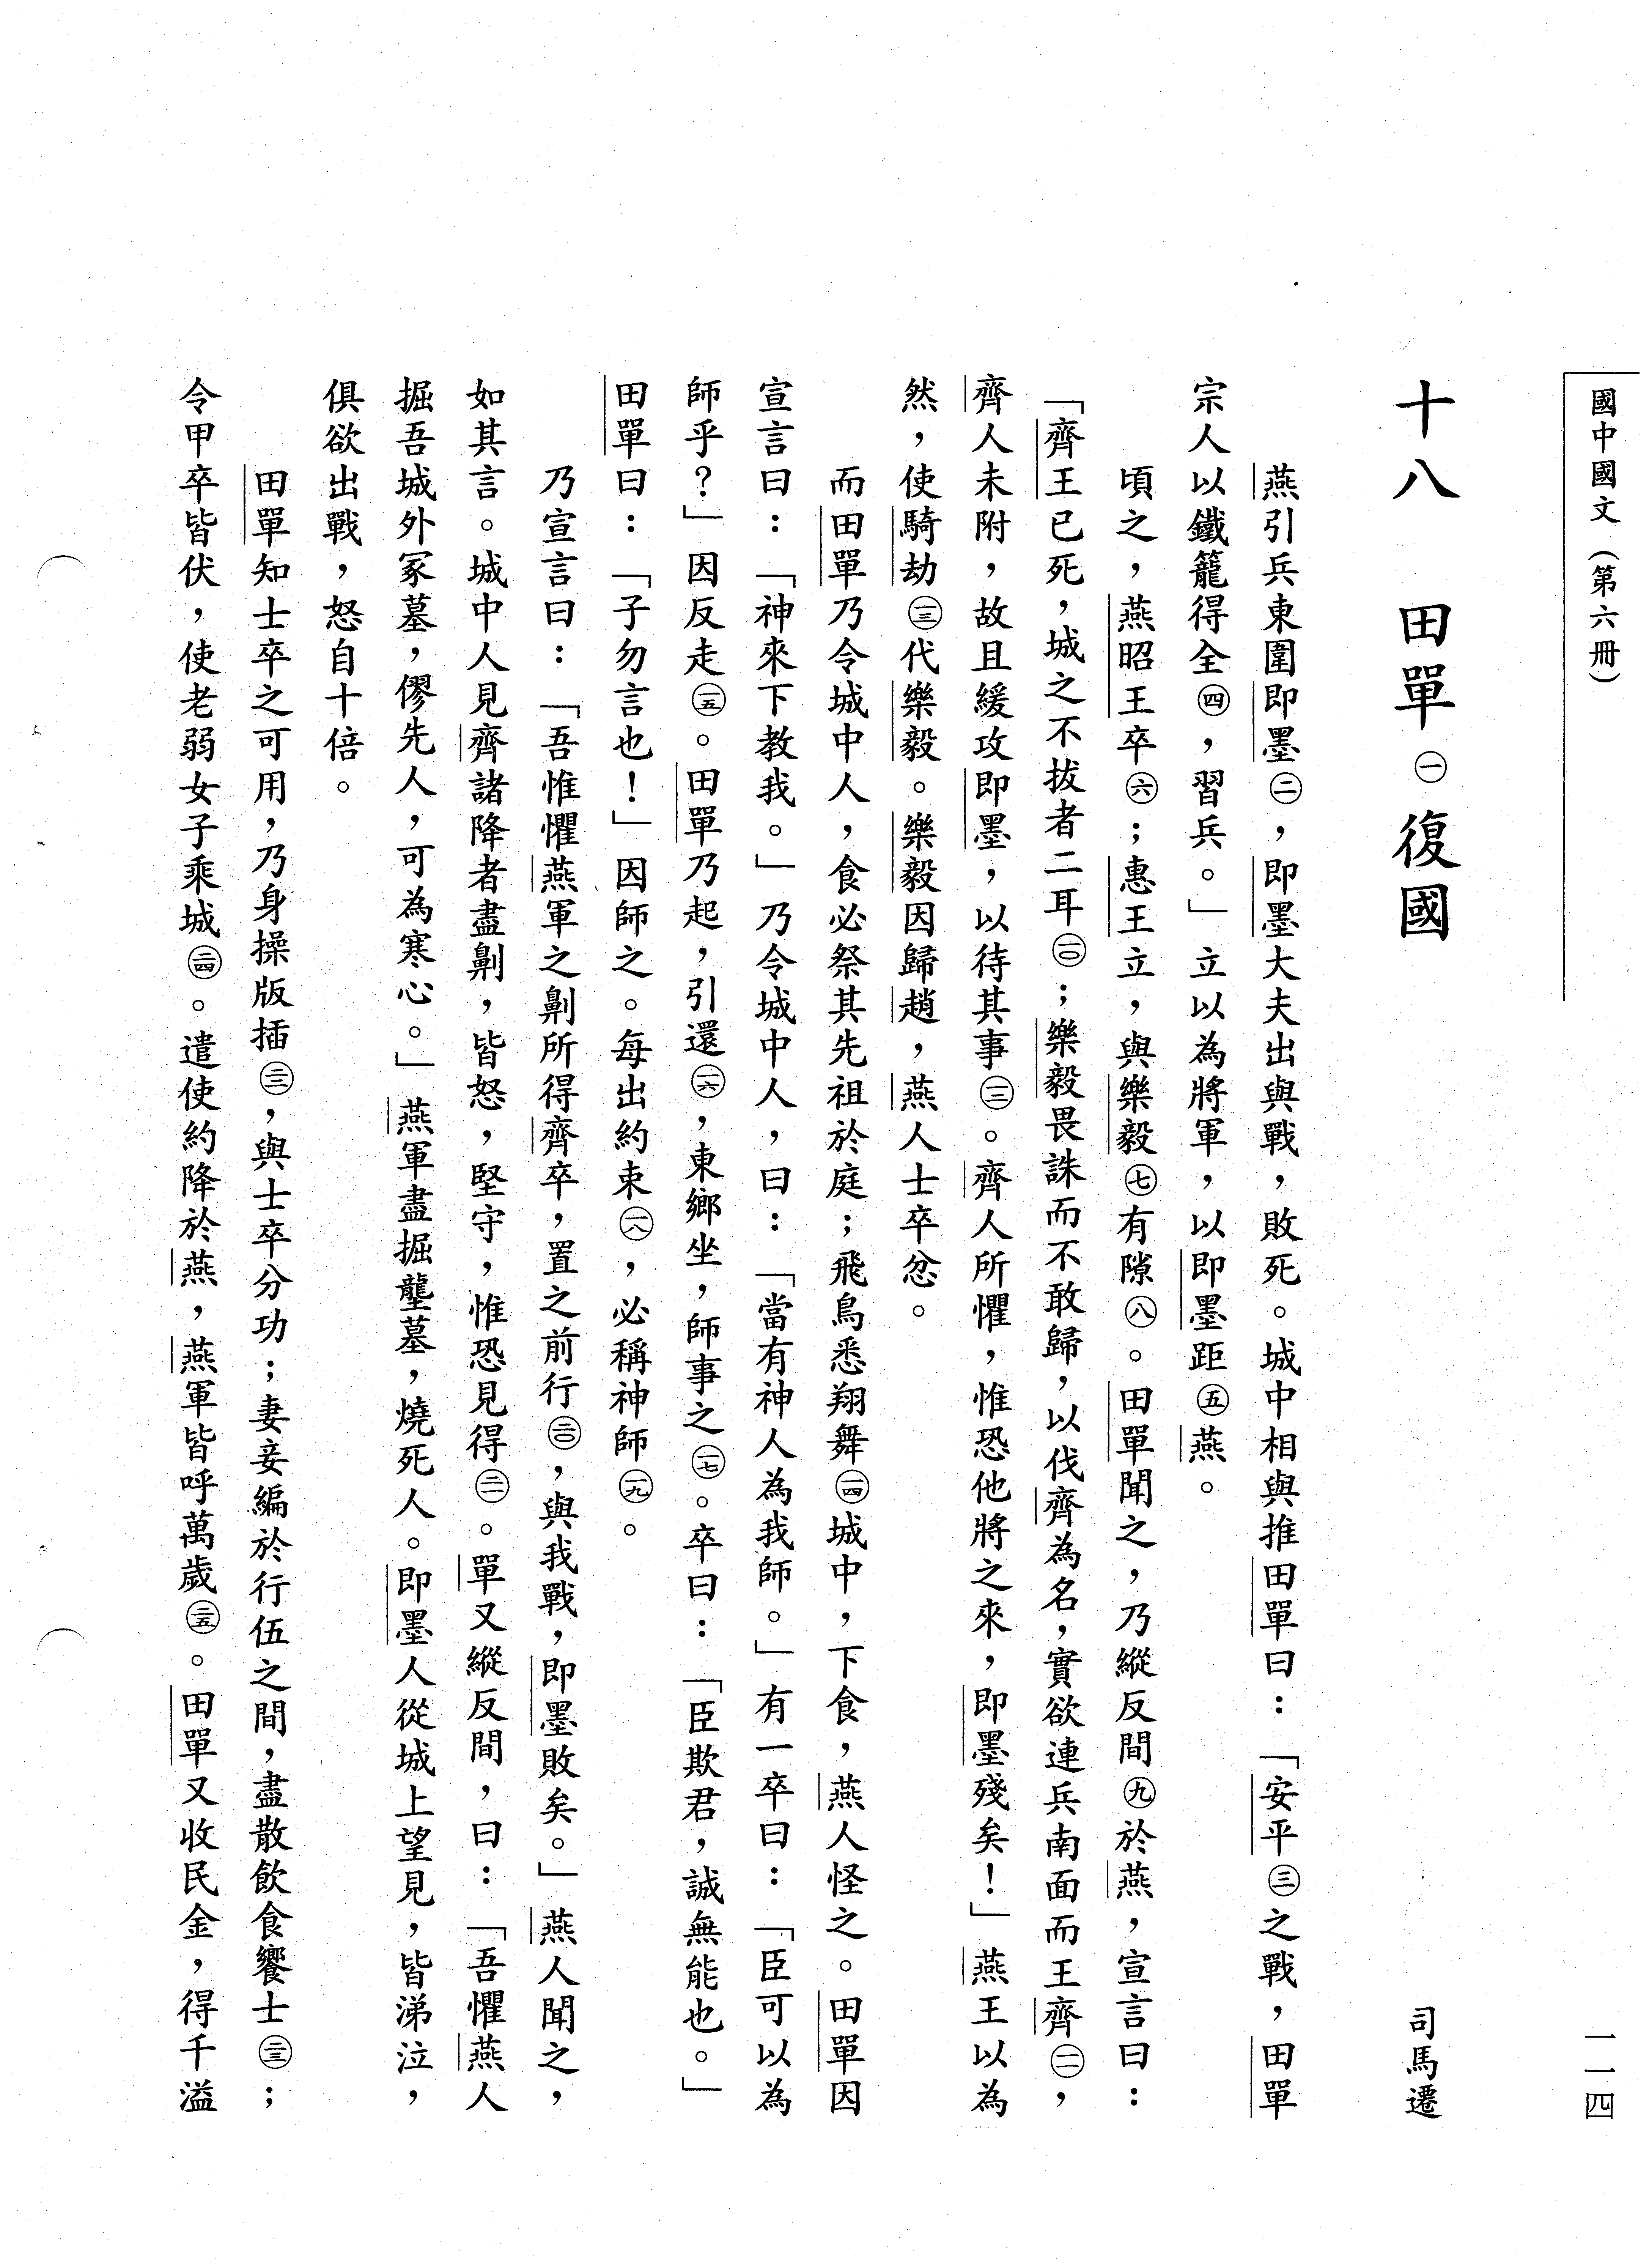 國中國文(第六冊)
一一四
十八　田單㊀復國
司馬遷
燕引兵東圍即墨㊁,即墨大夫出與戰,敗死。城中相與推田單曰:「安平㊂之戰,田單
宗人以鐵籠得全㊃,習兵。」立以為將軍,以即墨距㊄燕。
頃之,燕昭王卒㊅;惠王立,與樂毅㊆有隙㊇。田單聞之,乃縱反間㊈於燕,宣言曰:
「齊王已死,城之不拔者二耳㊉;樂毅畏誅而不敢歸,以伐齊為名,實欲連兵南面而王齊⑪,
齊人未附,故且緩攻即墨,以待其事⑫。齊人所懼,惟恐他將之來,即墨殘矣!」燕王以為
然,使騎劫⑬代樂毅。樂毅因歸趙,燕人士卒忿。
而田單乃令城中人,食必祭其先祖於庭;飛鳥悉翔舞⑭城中,下食,燕人怪之。田單因
宣言曰:「神來下教我。」乃令城中人,曰:「當有神人為我師。」有一卒曰:「臣可以為
師乎?」因反走⑮。田單乃起,引還⑯,東鄉坐,師事之⑰。卒曰:「臣欺君,誠無能也。」
田單曰:「子勿言也!」因師之。每出約束⑱,必稱神師⑲。
乃宣言曰:「吾惟懼燕軍之劓所得齊卒,置之前行⑳,與我戰,即墨敗矣。」燕人聞之,
如其言。城中人見齊諸降者盡劓,皆怒,堅守,惟恐見得㉑。單又縱反間,曰:「吾懼燕人
掘吾城外冢墓,僇先人,可為寒心。」燕軍盡掘壟墓,燒死人。即墨人從城上望見,皆涕泣,
俱欲出戰,怒自十倍。
田單知士卒之可用,乃身操版插㉒,與士卒分功;妻妾編於行伍之間,盡散飲食饗士㉓;
令甲卒皆伏,使老弱女子乘城㉔。遣使約降於燕,燕軍皆呼萬歲㉕。田單又收民金,得千溢